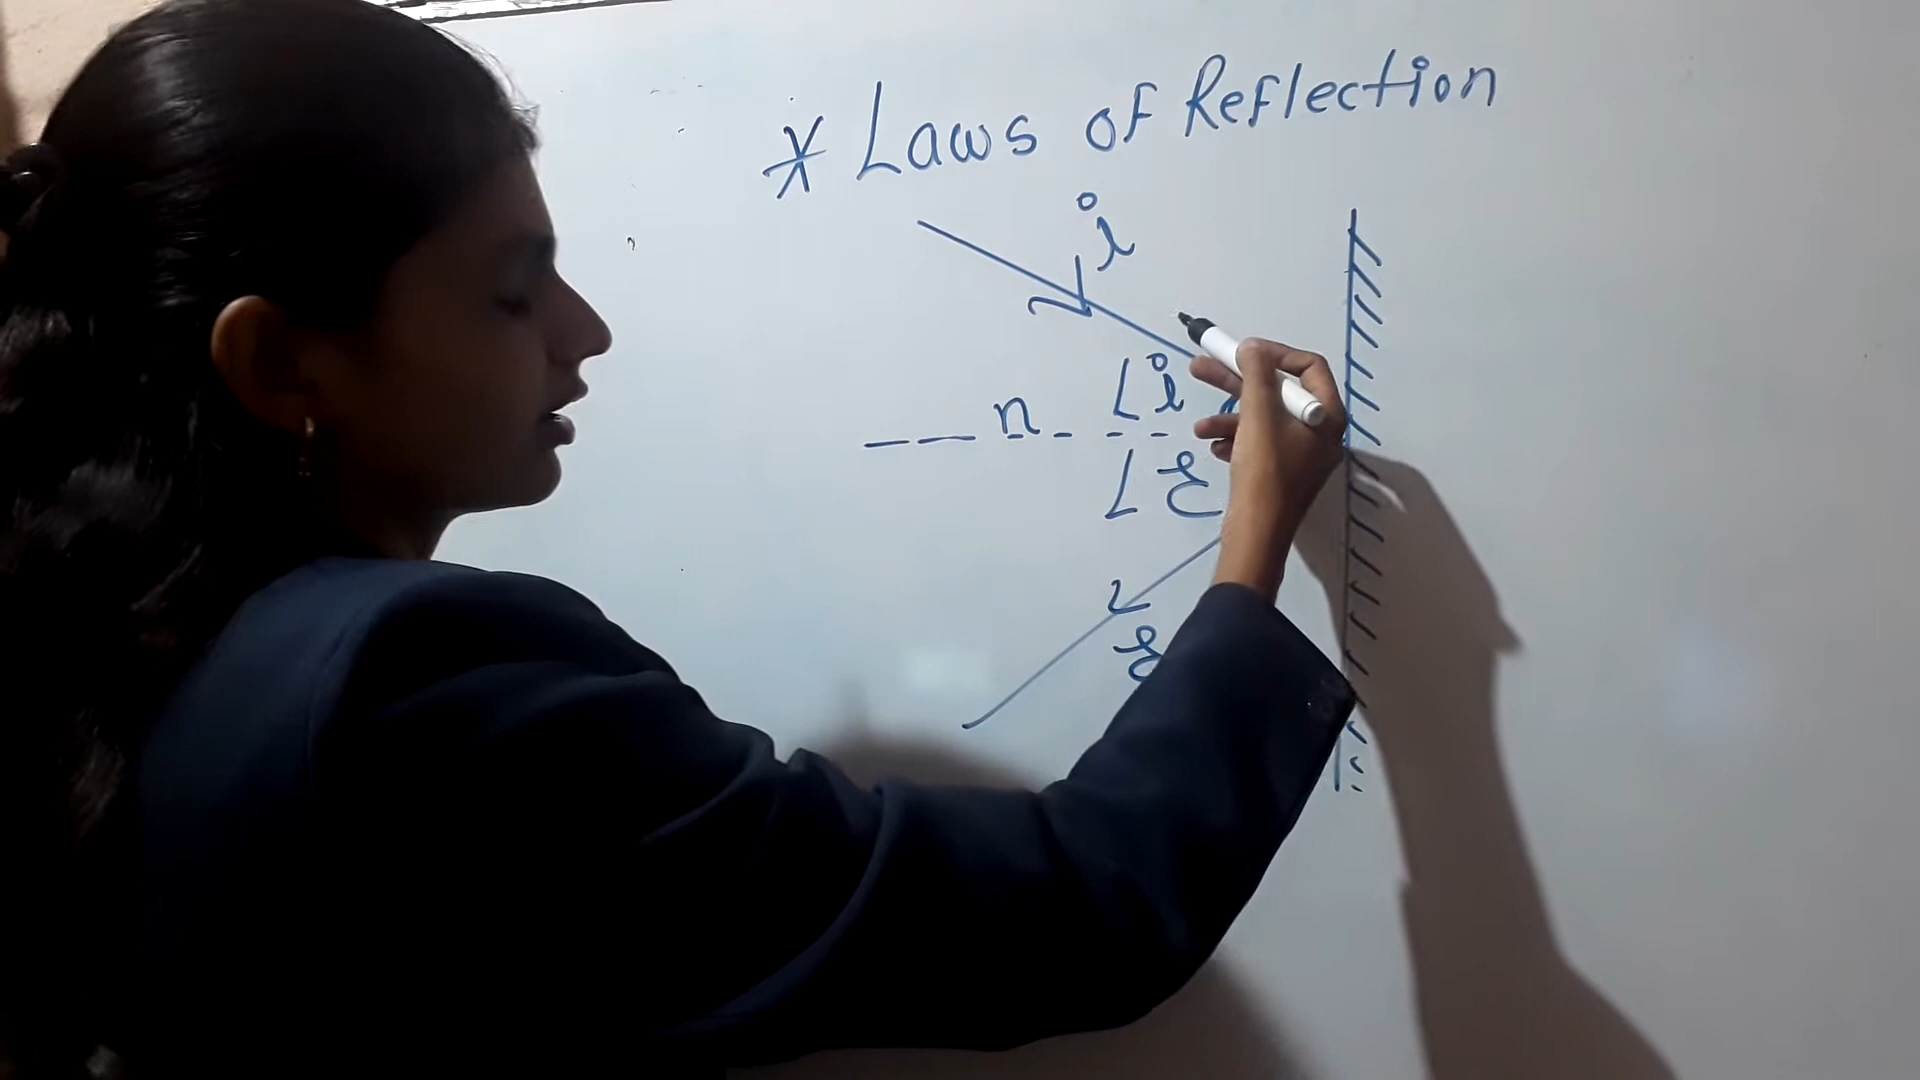 * Laws of Reflection
i
∠i
n
∠r
r